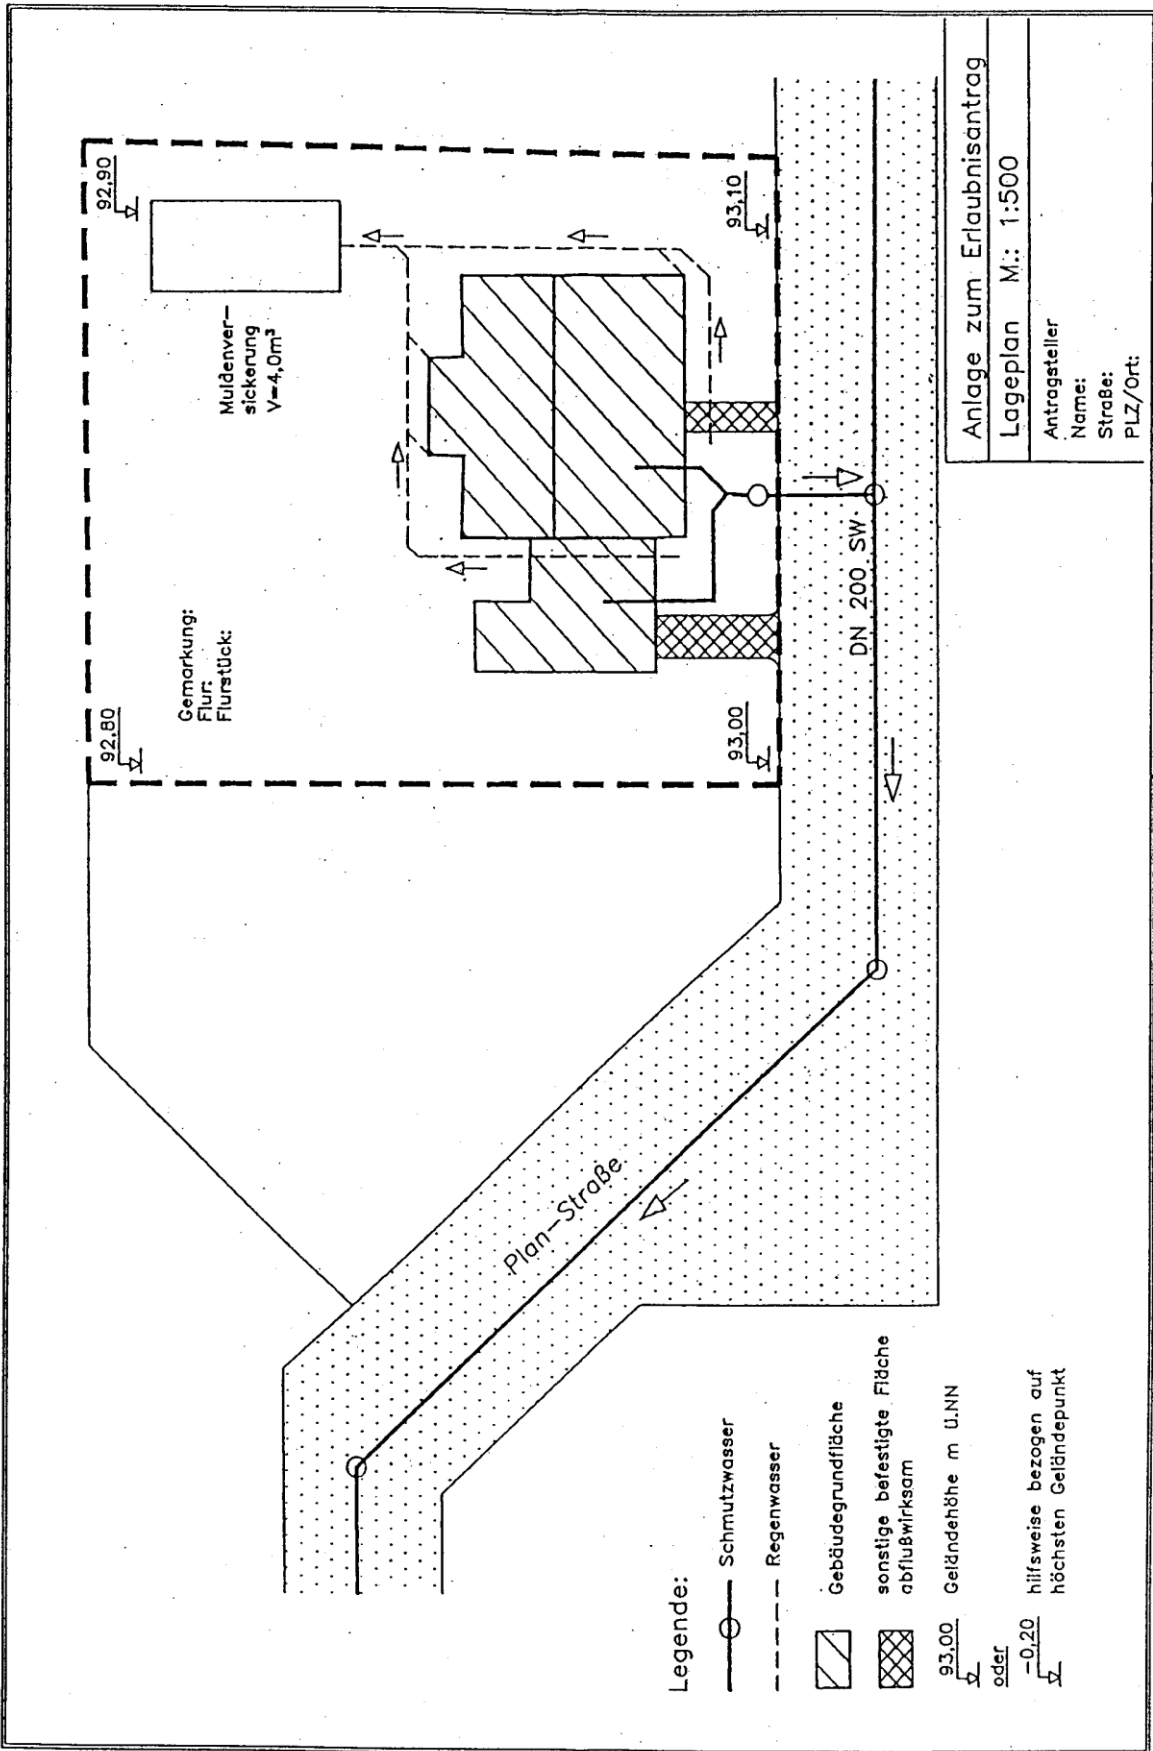 92,80
92,90
Gemarkung:
Flur:
Flurstück:
Muldenver-
sickerung
V=4,0m³
93,00
93,10
DN 200 SW
Plan-Straße
Legende:
Schmutzwasser
Regenwasser
Gebäudegrundfläche
sonstige befestigte Fläche
abflußwirksam
93,00 Geländehöhe m ü.NN
oder
-0,20 hilfsweise bezogen auf
höchsten Geländepunkt
Anlage zum Erlaubnisantrag
Lageplan M.: 1:500
Antragsteller
Name:
Straße:
PLZ/Ort: